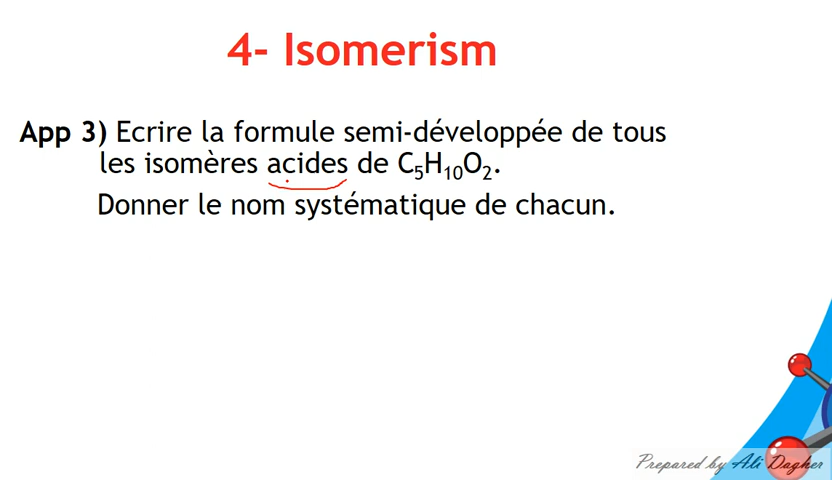 4- Isomerism
App 3) Ecrire la formule semi-développée de tous
les isomères acides de C₅H₁₀O₂.
Donner le nom systématique de chacun.
Prepared by Ali Dagher